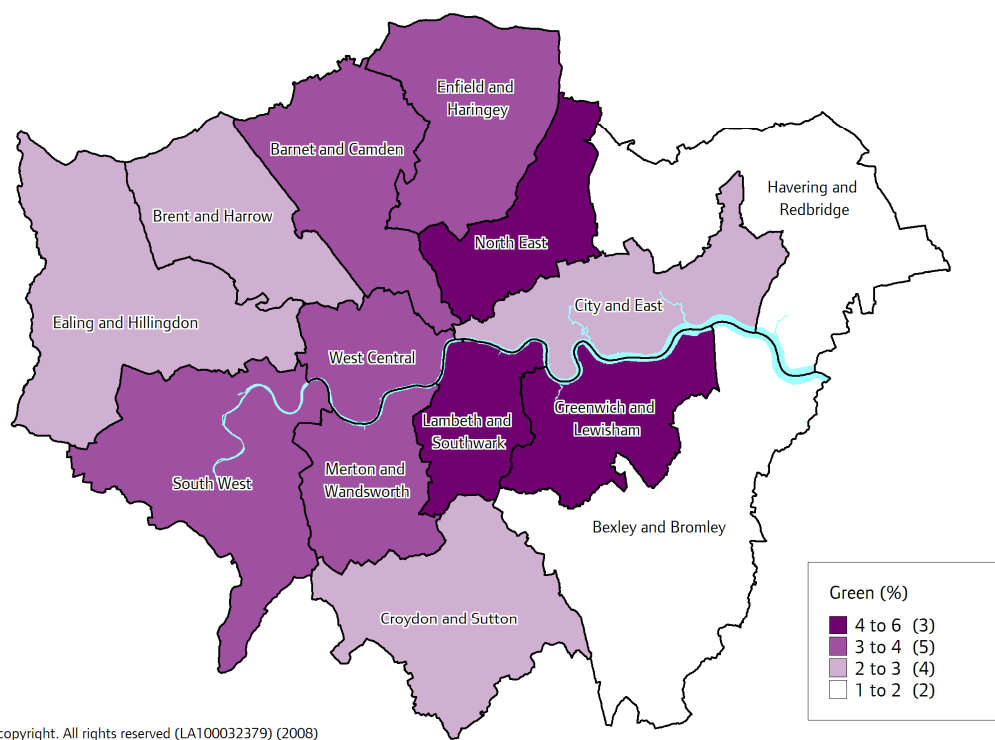 Enfield and
Haringey
Barnet and Camden
Havering and
Redbridge
Brent and Harrow
North East
City and East
Ealing and Hillingdon
West Central
Greenwich and
Lewisham
Lambeth and
Southwark
Merton and
Wandsworth
South West
Bexley and Bromley
Croydon and Sutton
Green (%)
4 to 6 (3)
3 to 4 (5)
2 to 3 (4)
1 to 2 (2)
copyright. All rights reserved (LA100032379) (2008)